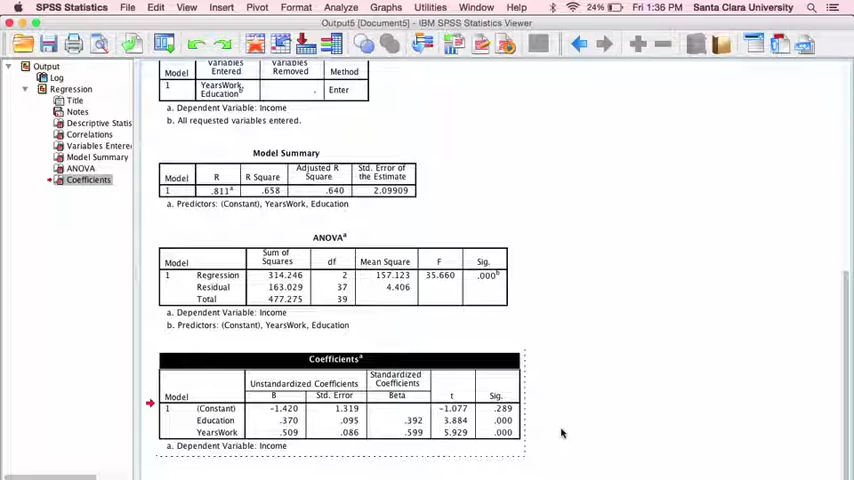 SPSS Statistics File Edit View Insert Pivot Format Analyze Graphs Utilities Window Help 24% Fri 1:36 PM Santa Clara University
Output5 [Document5] - IBM SPSS Statistics Viewer
Output
Log
Regression
Title
Notes
Descriptive Statis
Correlations
Variables Entered
Model Summary
ANOVA
Coefficients
Model Variables Entered Variables Removed Method
1 YearsWork, Educationb . Enter
a. Dependent Variable: Income
b. All requested variables entered.
Model Summary
Model R R Square Adjusted R Square Std. Error of the Estimate
1 .811a .658 .640 2.09909
a. Predictors: (Constant), YearsWork, Education
ANOVAa
Model Sum of Squares df Mean Square F Sig.
1 Regression 314.246 2 157.123 35.660 .000b
Residual 163.029 37 4.406
Total 477.275 39
a. Dependent Variable: Income
b. Predictors: (Constant), YearsWork, Education
Coefficientsa
Unstandardized Coefficients Standardized Coefficients
Model B Std. Error Beta t Sig.
1 (Constant) -1.420 1.319 -1.077 .289
Education .370 .095 .392 3.884 .000
YearsWork .509 .086 .599 5.929 .000
a. Dependent Variable: Income